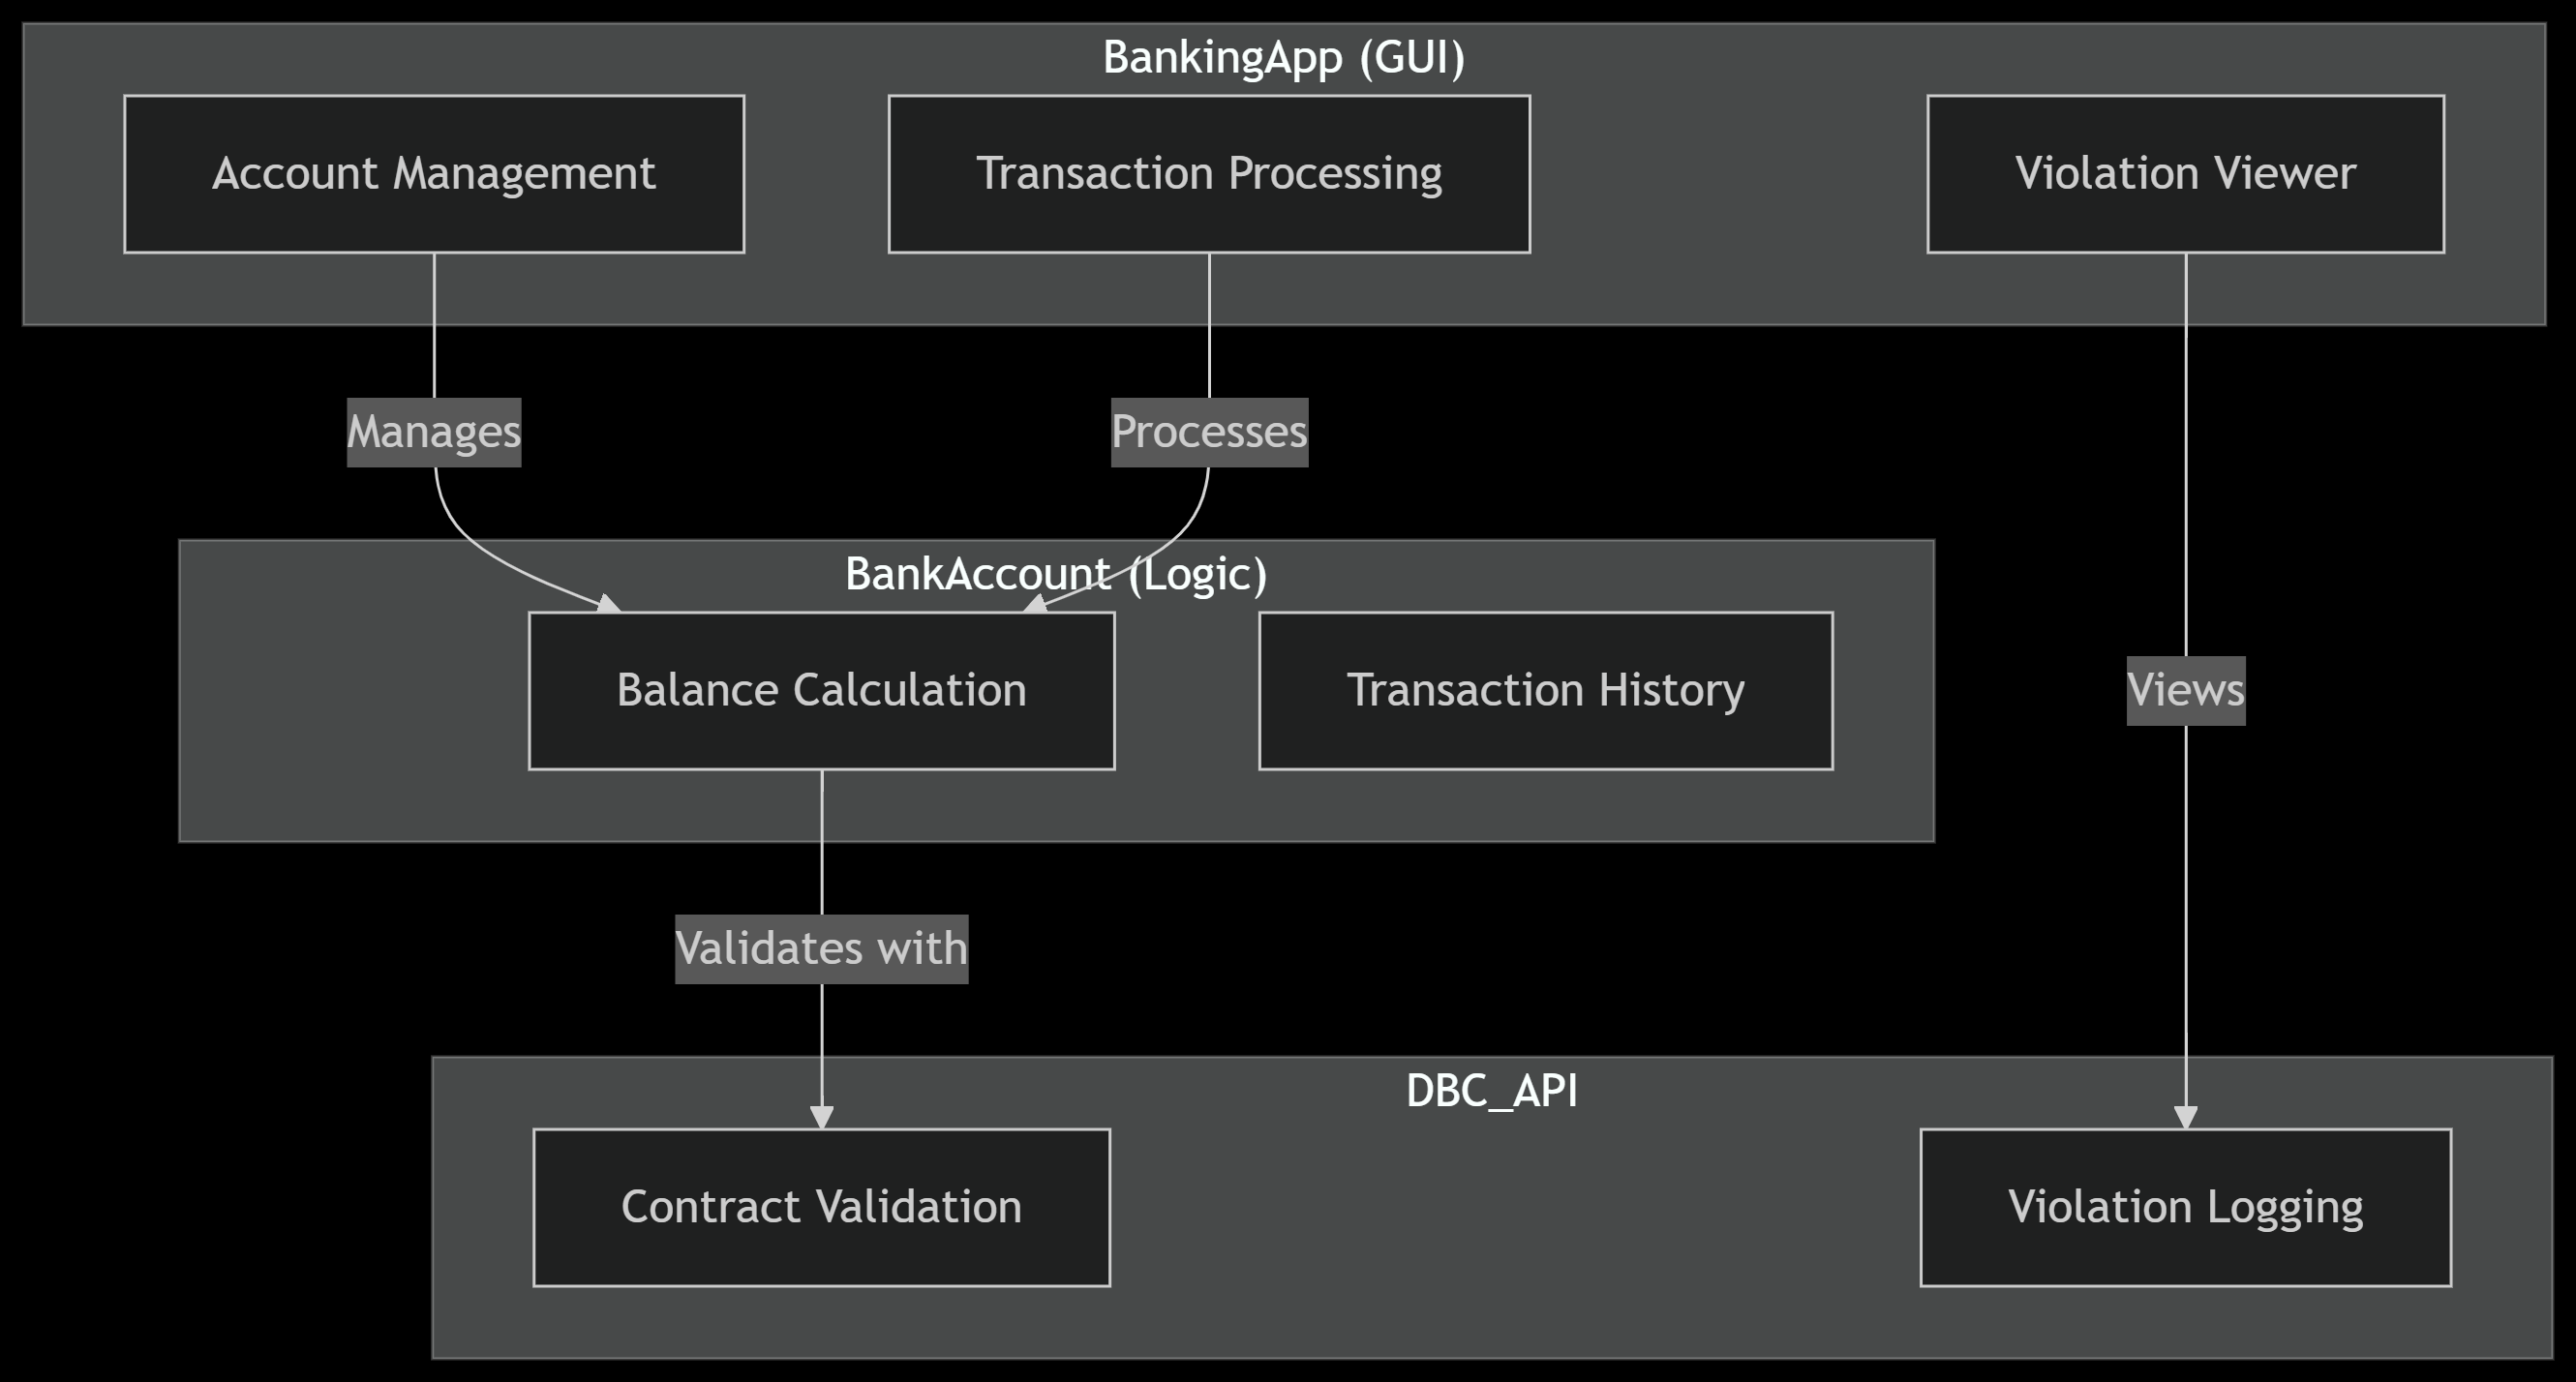 BankingApp (GUI)
Account Management
Transaction Processing
Violation Viewer
Manages
Processes
BankAccount (Logic)
Balance Calculation
Transaction History
Views
Validates with
DBC_API
Contract Validation
Violation Logging